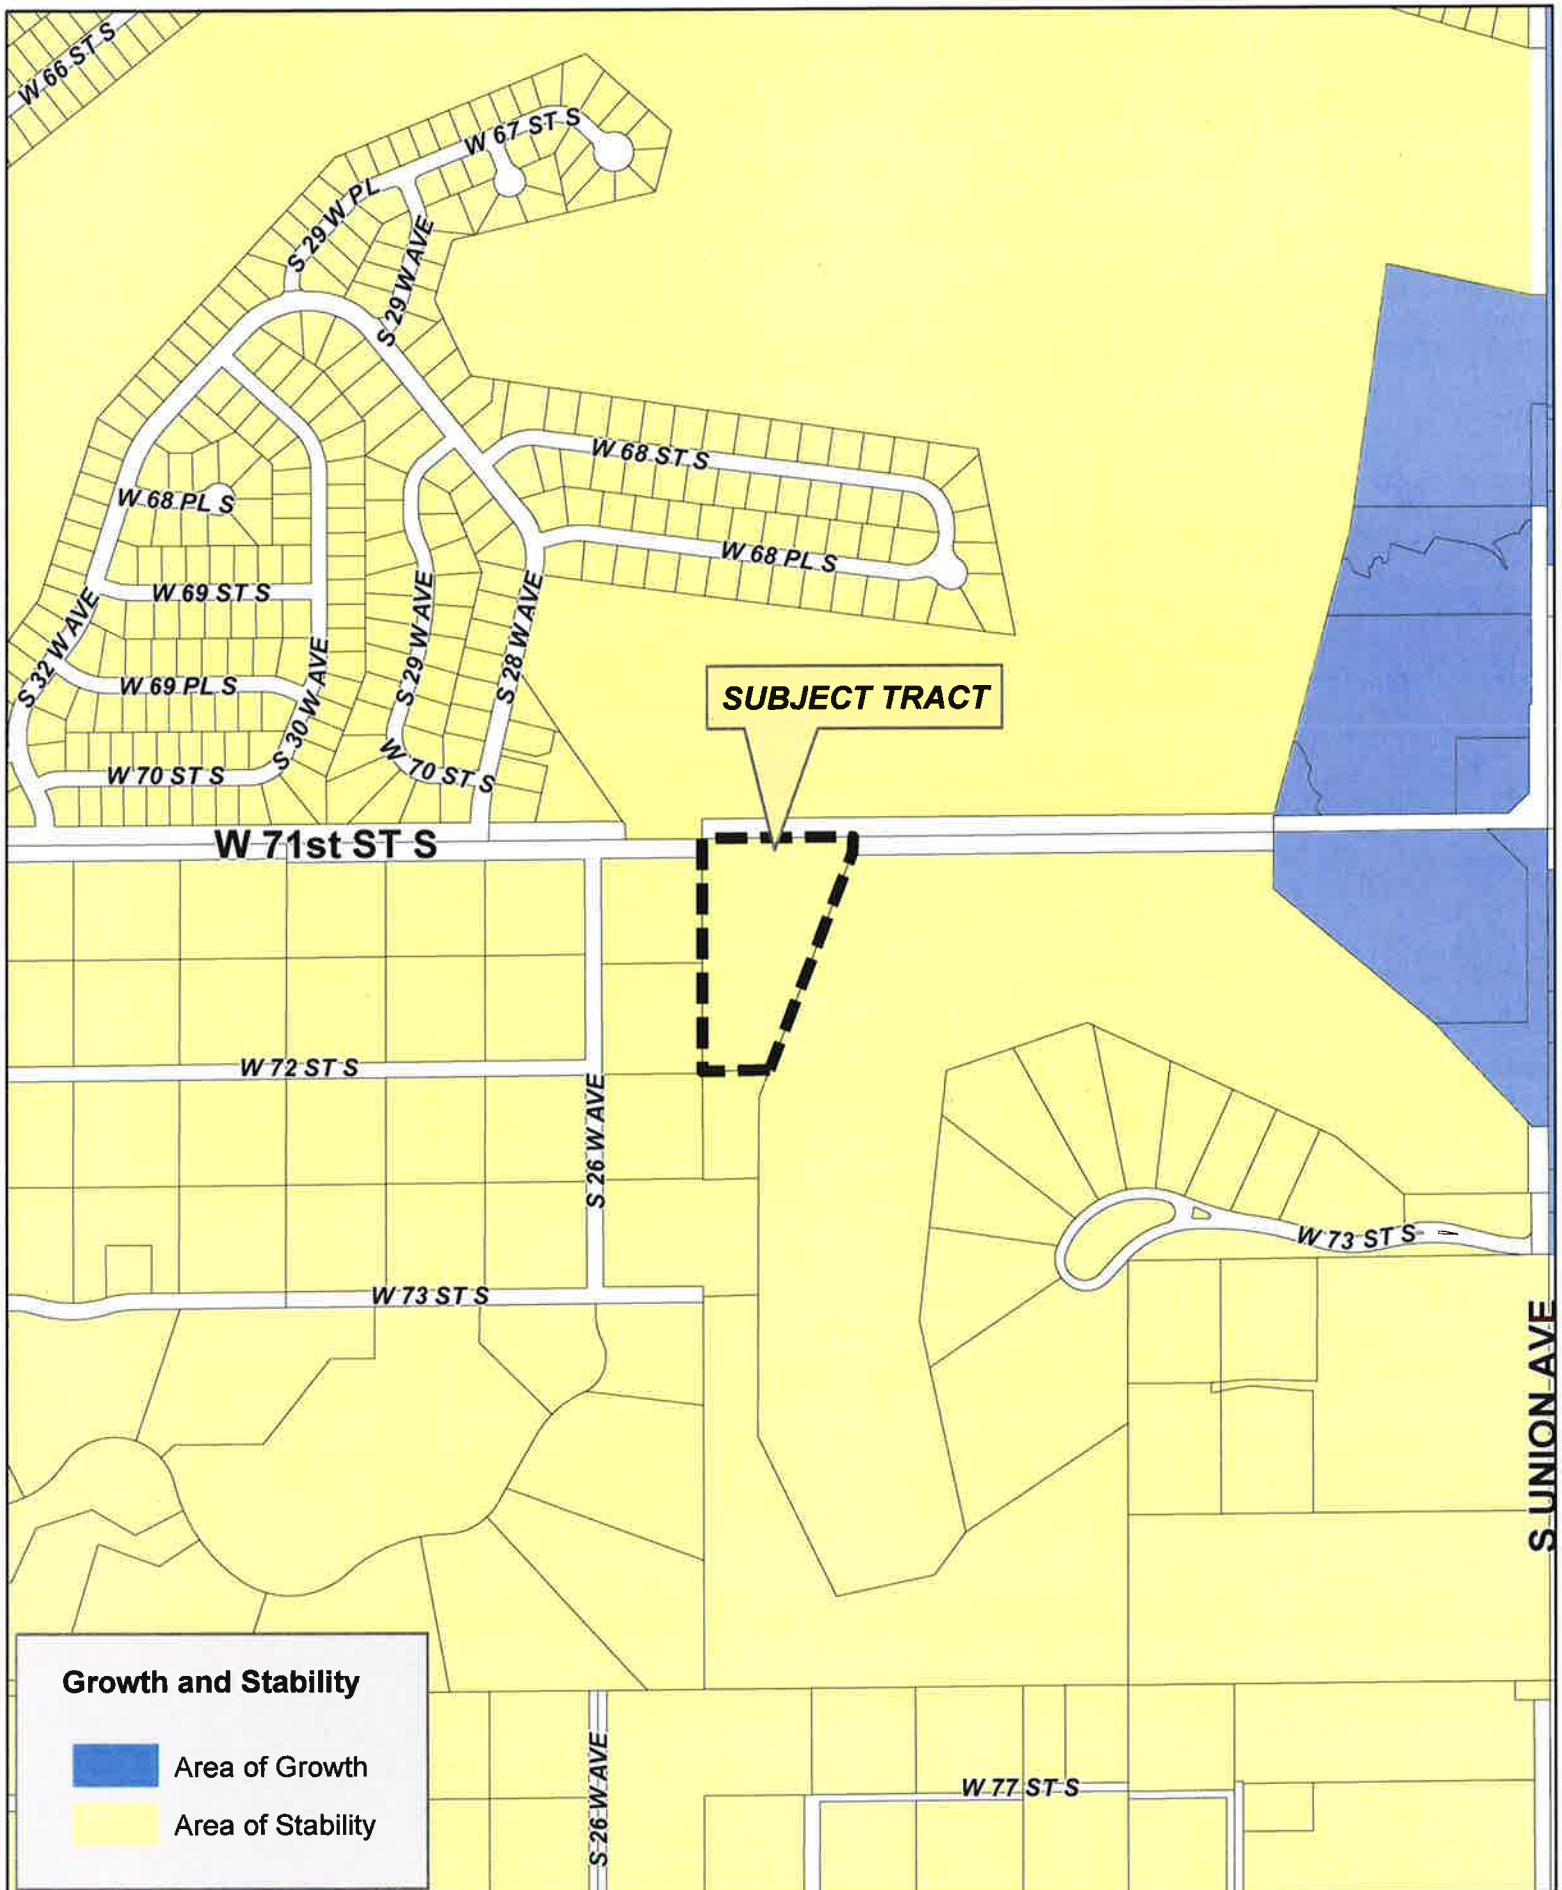 W 66 ST S
W 67 ST S
S 29 W PL
S 29 W AVE
W 68 ST S
W 68 PL S
W 68 PL S
W 69 ST S
S 32 W AVE
S 29 W AVE
S 28 W AVE
W 69 PL S
S 30 W AVE
SUBJECT TRACT
W 70 ST S
W 70 ST S
W 71st ST S
W 72 ST S
S 26 W AVE
W 73 ST S
W 73 ST S
S UNION AVE
Growth and Stability
Area of Growth
Area of Stability
S 26 W AVE
W 77 ST S